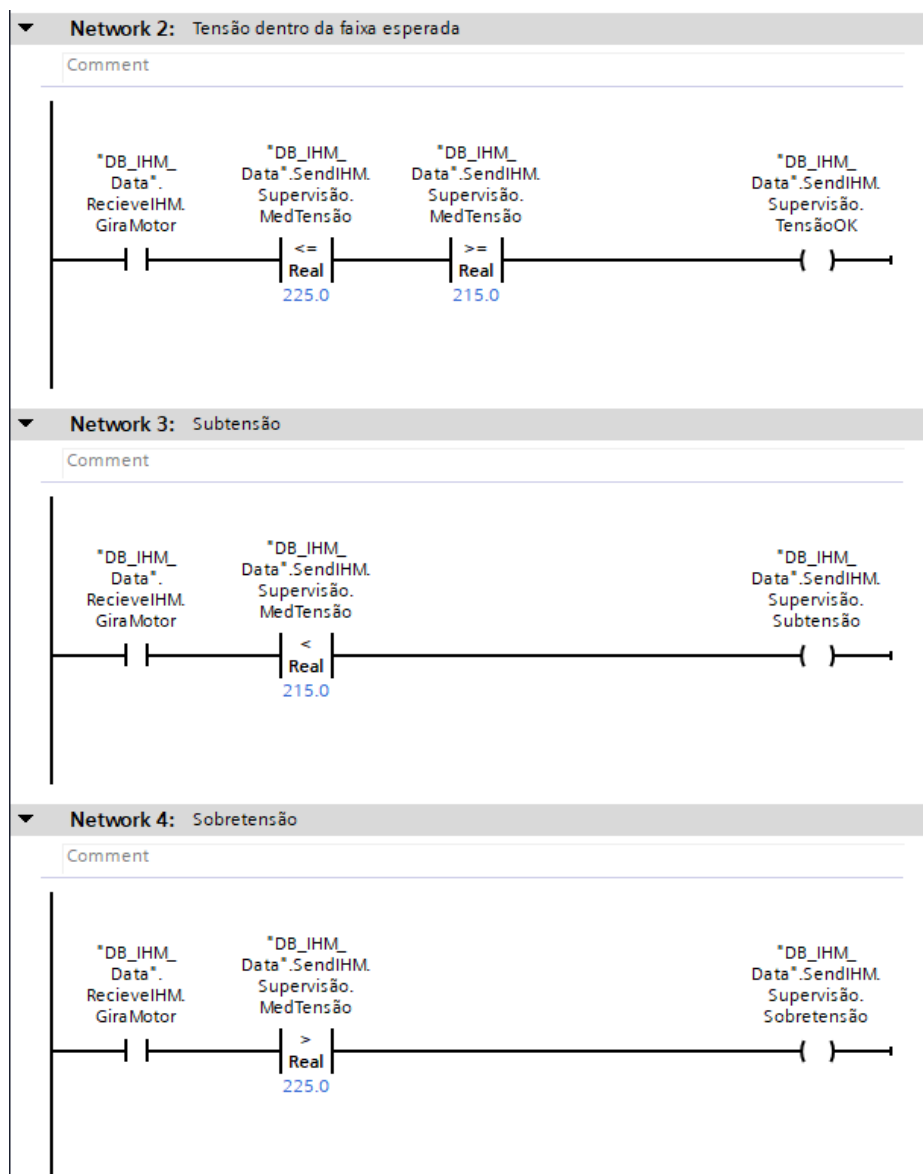 Network 2: Tensão dentro da faixa esperada
Comment
"DB_IHM_
Data".
RecieveIHM.
GiraMotor
"DB_IHM_
Data".SendIHM.
Supervisão.
MedTensão
<=
Real
225.0
"DB_IHM_
Data".SendIHM.
Supervisão.
MedTensão
>=
Real
215.0
"DB_IHM_
Data".SendIHM.
Supervisão.
TensãoOK
Network 3: Subtensão
Comment
"DB_IHM_
Data".
RecieveIHM.
GiraMotor
"DB_IHM_
Data".SendIHM.
Supervisão.
MedTensão
<
Real
215.0
"DB_IHM_
Data".SendIHM.
Supervisão.
Subtensão
Network 4: Sobretensão
Comment
"DB_IHM_
Data".
RecieveIHM.
GiraMotor
"DB_IHM_
Data".SendIHM.
Supervisão.
MedTensão
>
Real
225.0
"DB_IHM_
Data".SendIHM.
Supervisão.
Sobretensão